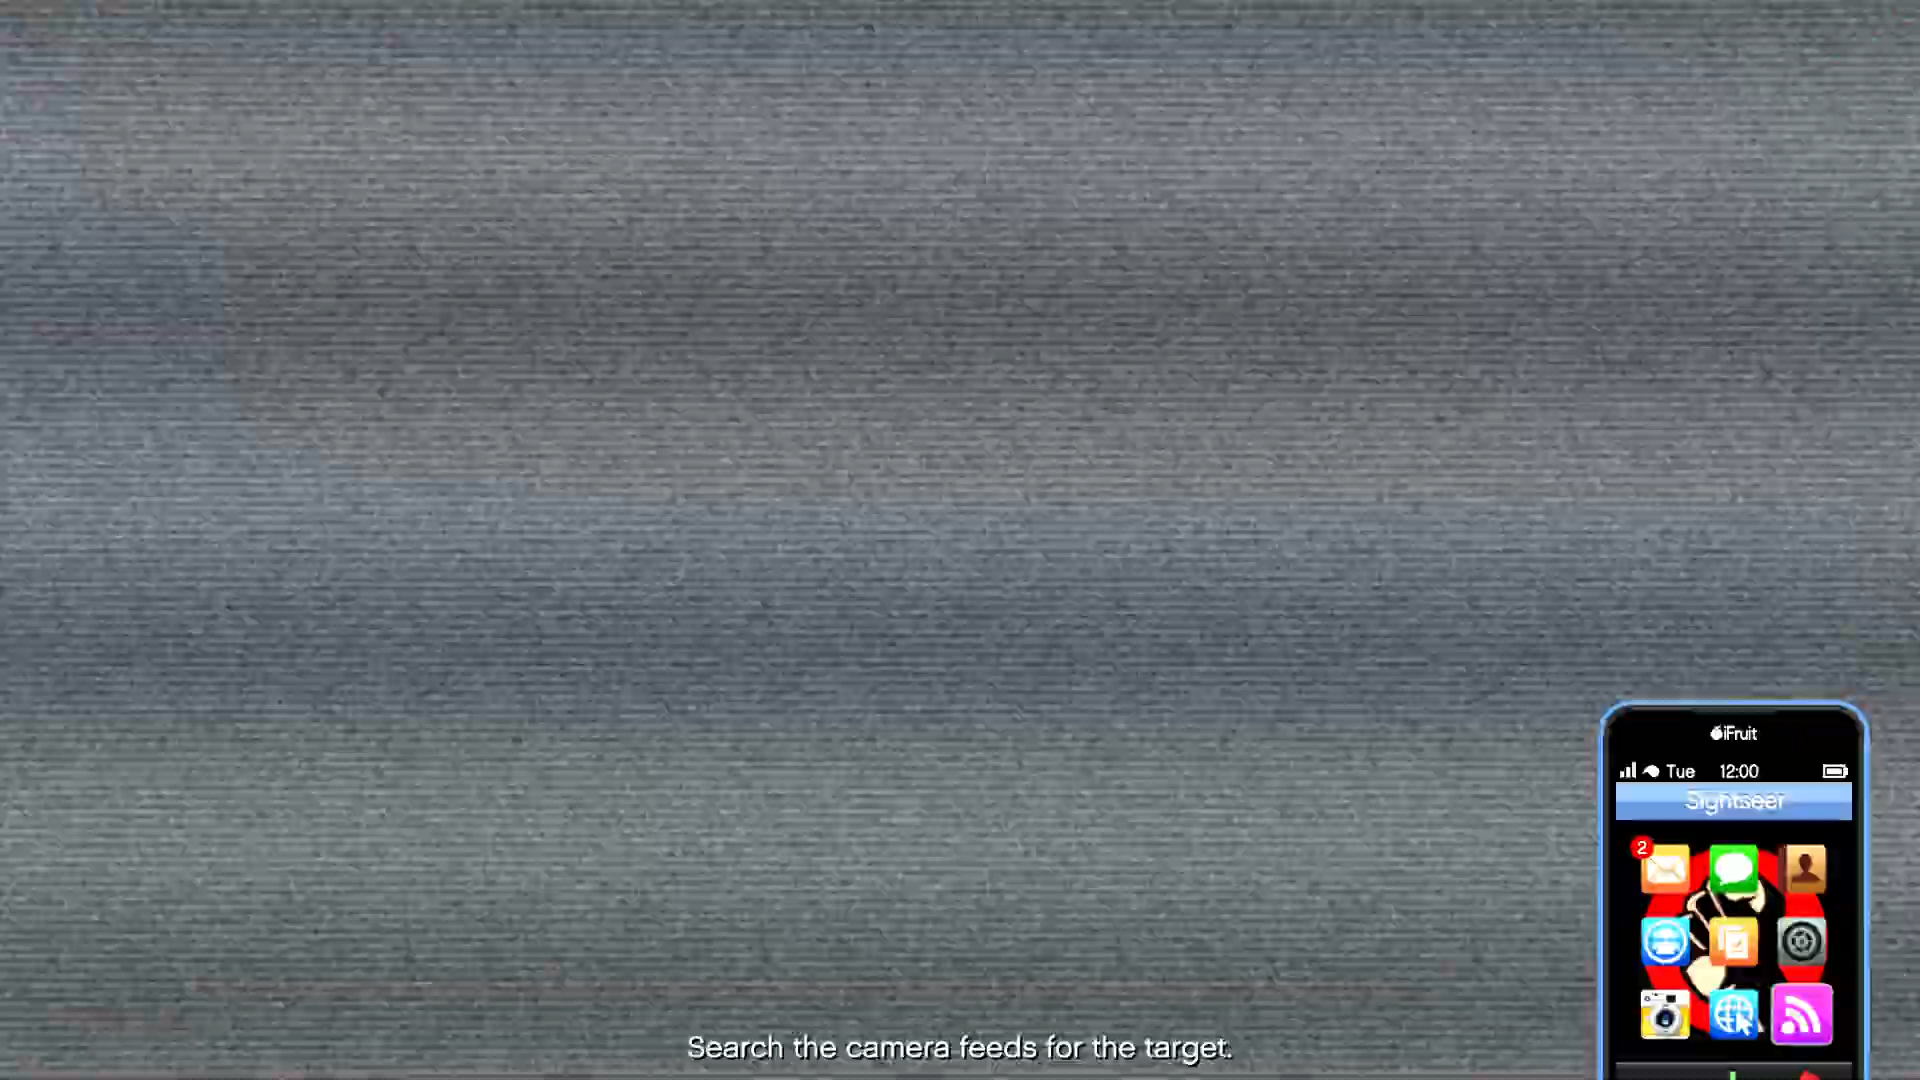 iFruit
Tue 12:00
Sightseer
2
Search the camera feeds for the target.